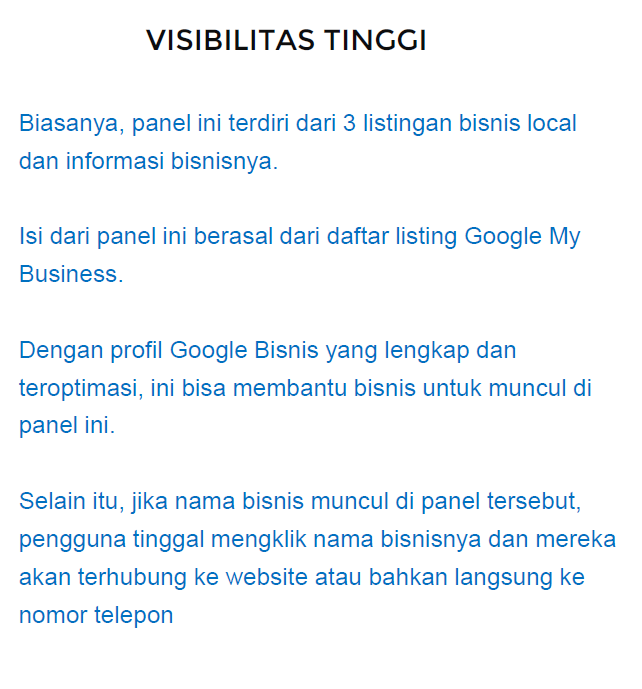 VISIBILITAS TINGGI
Biasanya, panel ini terdiri dari 3 listingan bisnis local
dan informasi bisnisnya.
Isi dari panel ini berasal dari daftar listing Google My
Business.
Dengan profil Google Bisnis yang lengkap dan
teroptimasi, ini bisa membantu bisnis untuk muncul di
panel ini.
Selain itu, jika nama bisnis muncul di panel tersebut,
pengguna tinggal mengklik nama bisnisnya dan mereka
akan terhubung ke website atau bahkan langsung ke
nomor telepon